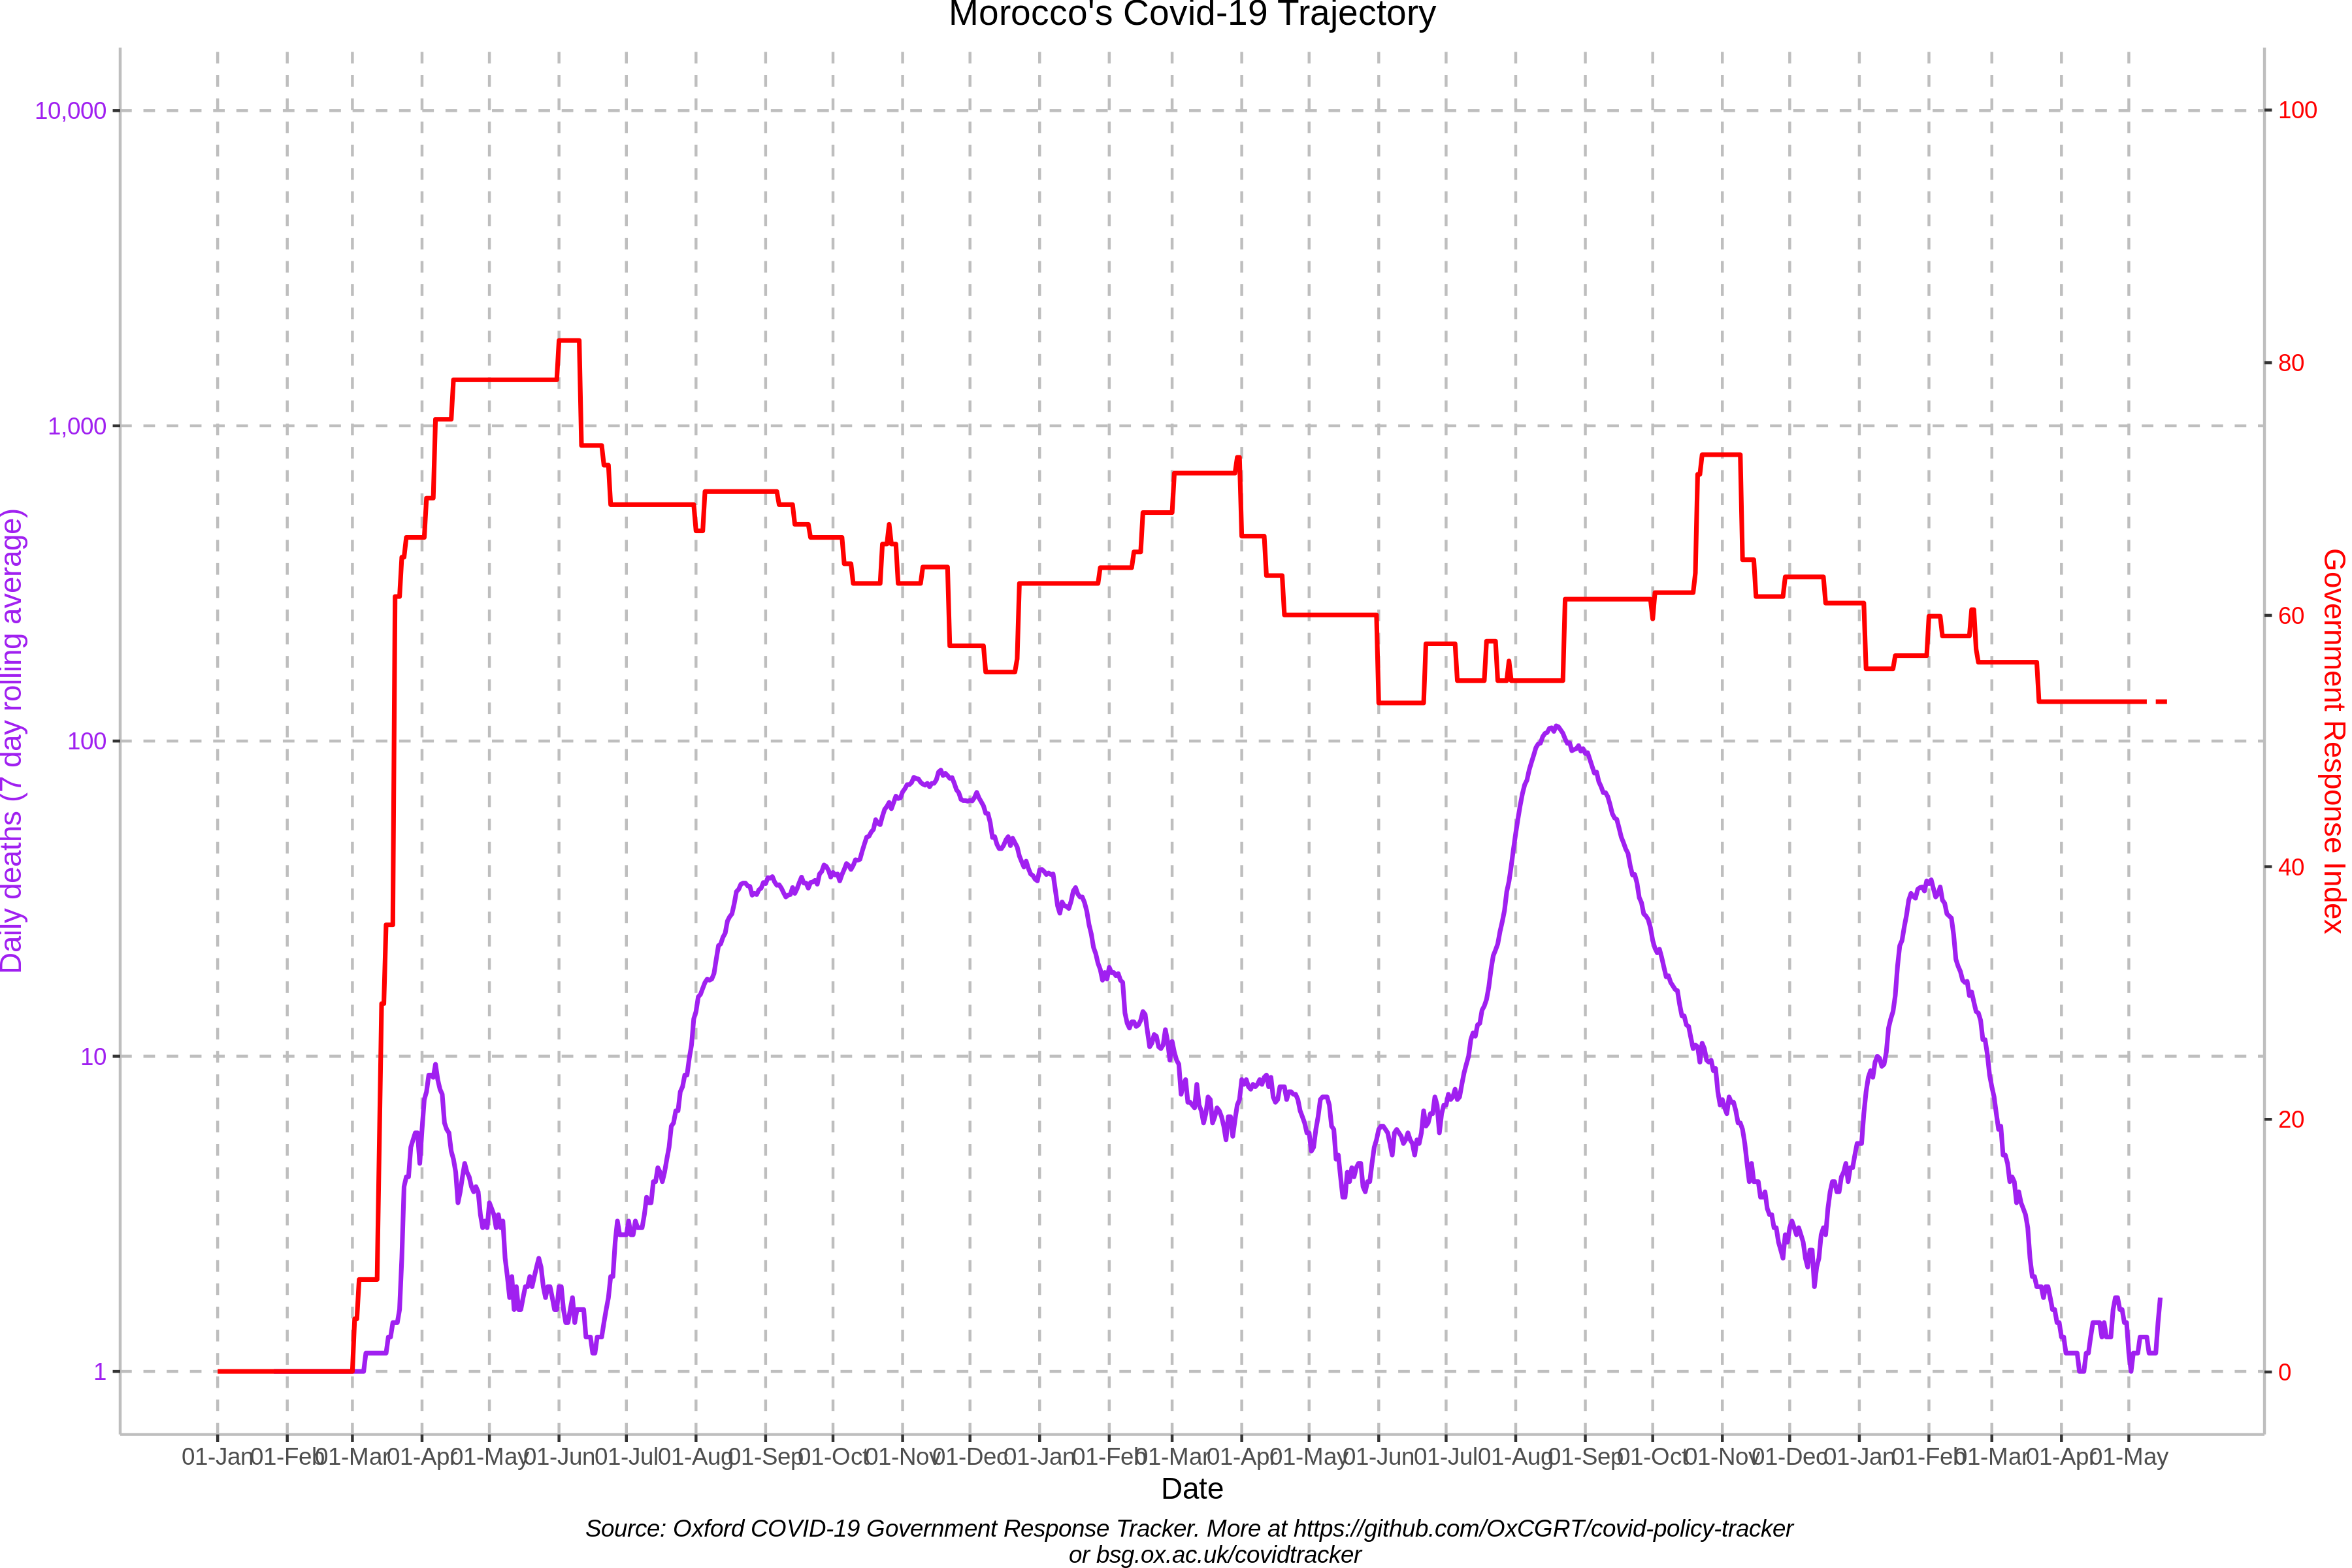 Morocco's Covid-19 Trajectory
10,000
1,000
100
10
1
Daily deaths (7 day rolling average)
100
80
60
40
20
0
Government Response Index
01-Jan 01-Feb 01-Mar 01-Apr 01-May 01-Jun 01-Jul 01-Aug 01-Sep 01-Oct 01-Nov 01-Dec 01-Jan 01-Feb 01-Mar 01-Apr 01-May 01-Jun 01-Jul 01-Aug 01-Sep 01-Oct 01-Nov 01-Dec 01-Jan 01-Feb 01-Mar 01-Apr 01-May
Date
Source: Oxford COVID-19 Government Response Tracker. More at https://github.com/OxCGRT/covid-policy-tracker
or bsg.ox.ac.uk/covidtracker